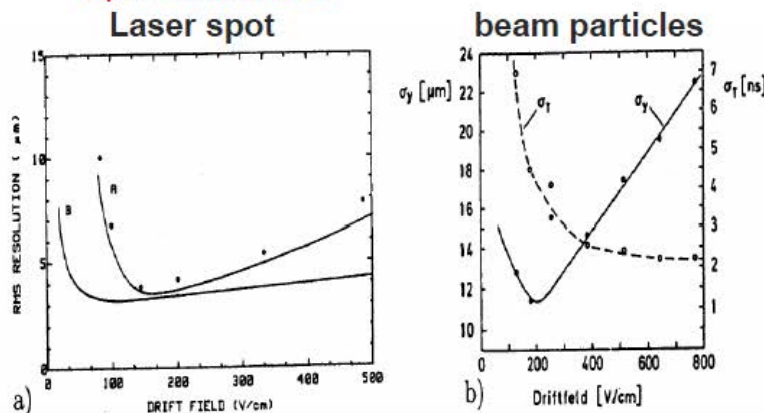 Laser spot
beam particles
RMS RESOLUTION ( μm)
15
10
5
0
A
B
0
100
200
300
400
500
DRIFT FIELD (V/cm)
a)
σy [μm]
24
22
20
18
16
14
12
10
σT
σy
7
6
5
4
3
2
1
σT [ns]
0
200
400
600
800
Driftfeld [V/cm]
b)